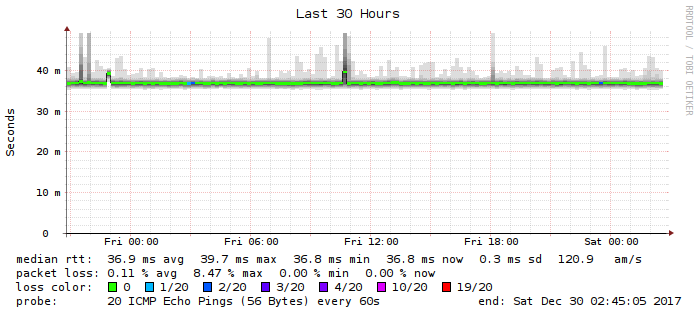 Last 30 Hours
RRDTOOL / TOBI OETIKER
Seconds
40 m
30 m
20 m
10 m
0
Fri 00:00 Fri 06:00 Fri 12:00 Fri 18:00 Sat 00:00
median rtt: 36.9 ms avg 39.7 ms max 36.8 ms min 36.8 ms now 0.3 ms sd 120.9 am/s
packet loss: 0.11 % avg 8.47 % max 0.00 % min 0.00 % now
loss color: 0 1/20 2/20 3/20 4/20 10/20 19/20
probe: 20 ICMP Echo Pings (56 Bytes) every 60s end: Sat Dec 30 02:45:05 2017